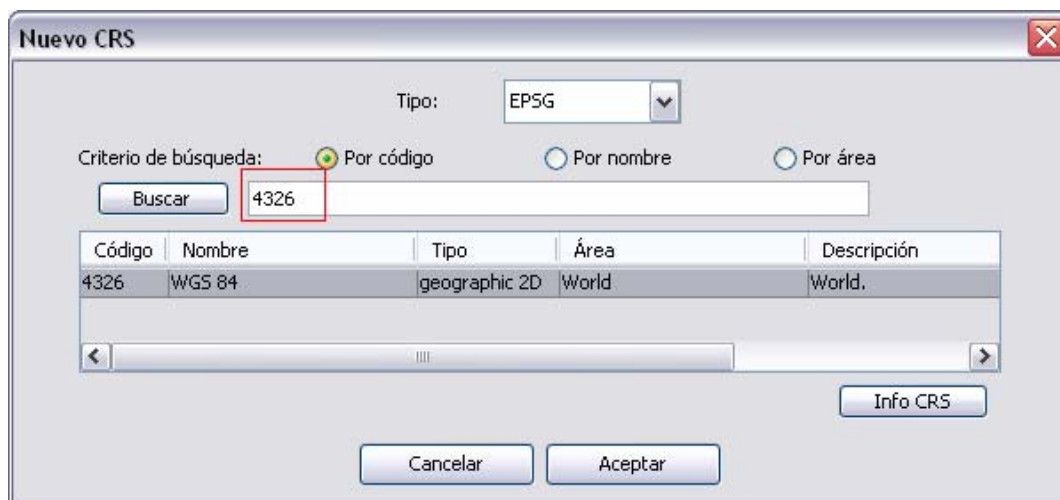 Nuevo CRS
Tipo: EPSG
Criterio de búsqueda: Por código Por nombre Por área
Buscar 4326
Código Nombre Tipo Área Descripción
4326 WGS 84 geographic 2D World World.
Info CRS
Cancelar Aceptar